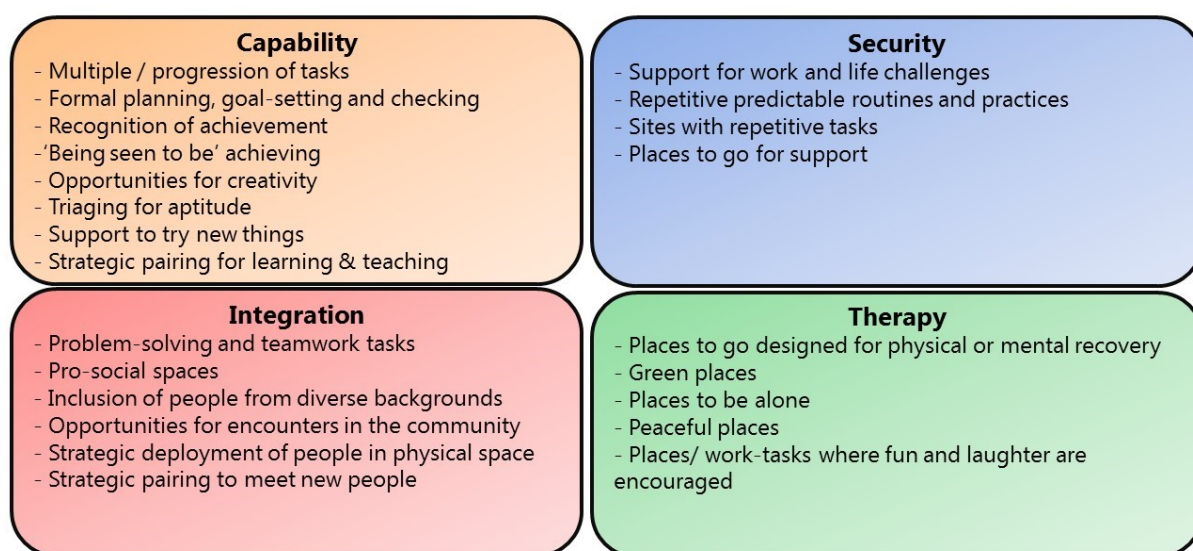 Capability
- Multiple / progression of tasks
- Formal planning, goal-setting and checking
- Recognition of achievement
-‘Being seen to be’ achieving
- Opportunities for creativity
- Triaging for aptitude
- Support to try new things
- Strategic pairing for learning & teaching
Security
- Support for work and life challenges
- Repetitive predictable routines and practices
- Sites with repetitive tasks
- Places to go for support
Integration
- Problem-solving and teamwork tasks
- Pro-social spaces
- Inclusion of people from diverse backgrounds
- Opportunities for encounters in the community
- Strategic deployment of people in physical space
- Strategic pairing to meet new people
Therapy
- Places to go designed for physical or mental recovery
- Green places
- Places to be alone
- Peaceful places
- Places/ work-tasks where fun and laughter are
encouraged